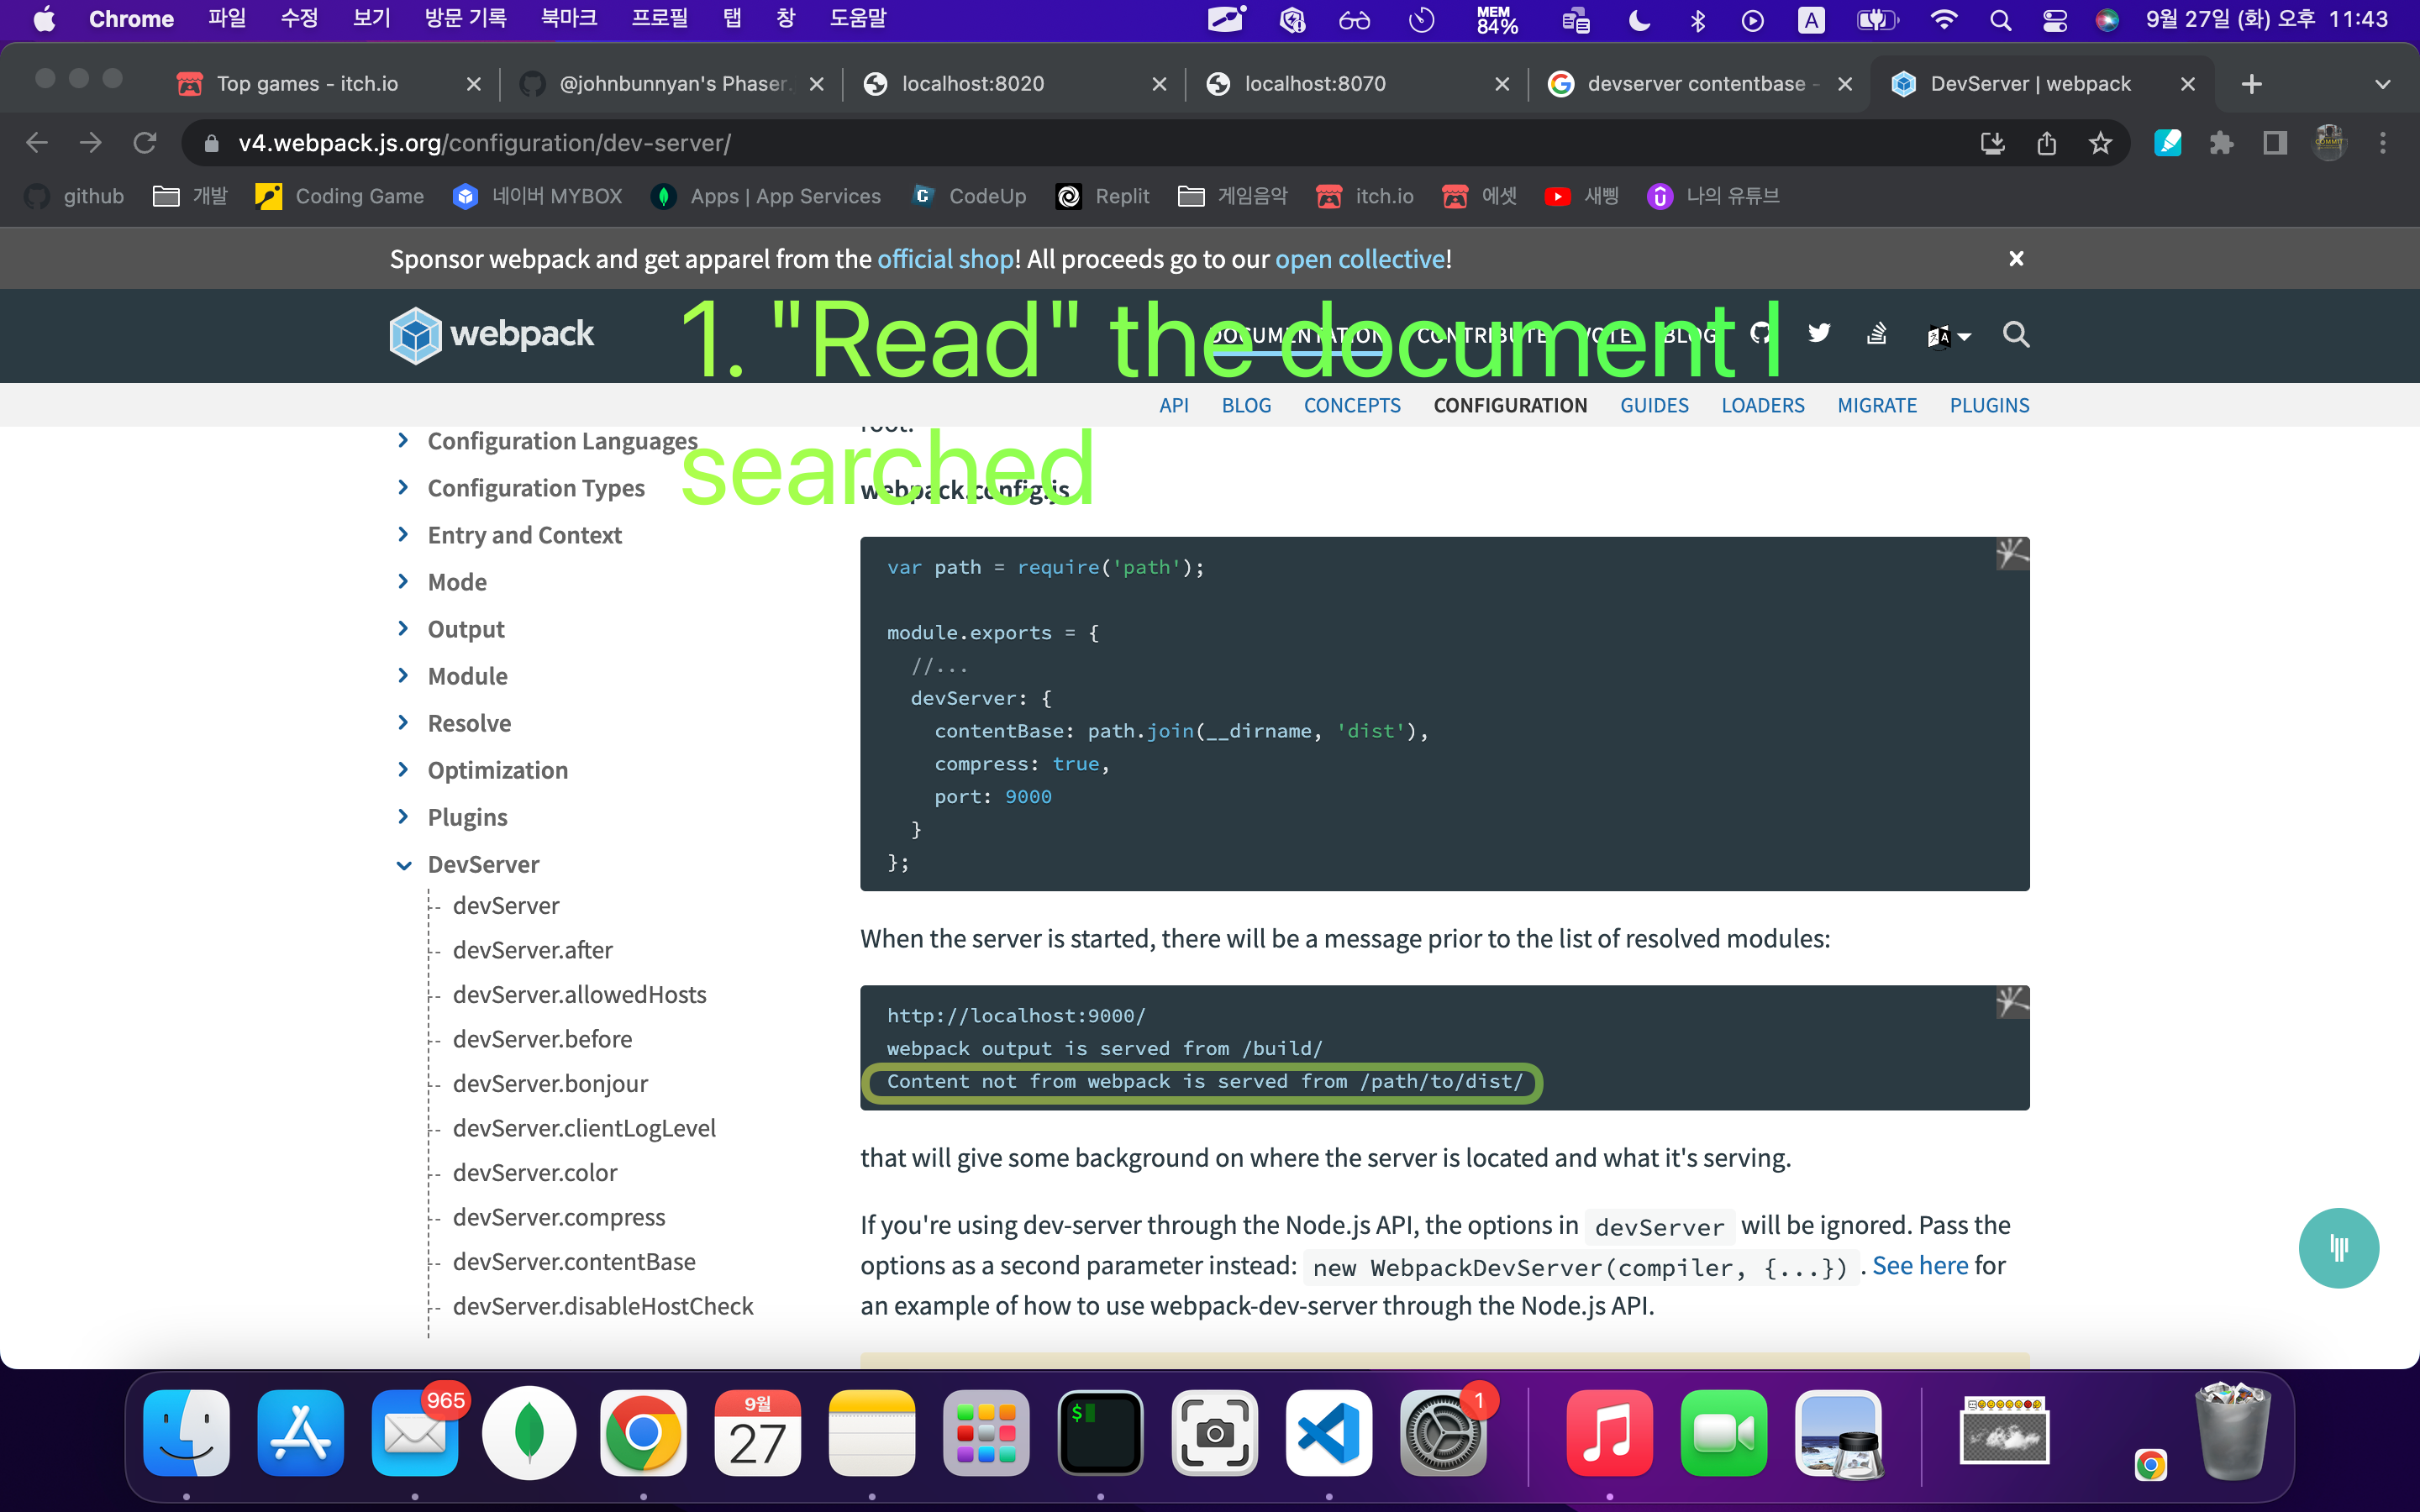 Chrome 파일 수정 보기 방문 기록 북마크 프로필 탭 창 도움말 MEM 84% A 9월 27일 (화) 오후 11:43
Top games - itch.io
@johnbunnyan's Phaser.
localhost:8020
localhost:8070
devserver contentbase -
DevServer | webpack
v4.webpack.js.org/configuration/dev-server/
github 개발 Coding Game 네이버 MYBOX Apps | App Services CodeUp Replit 게임음악 itch.io 에셋 새삥 나의 유튜브
Sponsor webpack and get apparel from the official shop! All proceeds go to our open collective!
webpack
DOCUMENTATION CONTRIBUTE VOTE BLOG
1. "Read" the document I
searched
API BLOG CONCEPTS CONFIGURATION GUIDES LOADERS MIGRATE PLUGINS
Configuration Languages
Configuration Types
Entry and Context
Mode
Output
Module
Resolve
Optimization
Plugins
DevServer
devServer
devServer.after
devServer.allowedHosts
devServer.before
devServer.bonjour
devServer.clientLogLevel
devServer.color
devServer.compress
devServer.contentBase
devServer.disableHostCheck
root.
webpack.config.js
var path = require('path');
module.exports = {
//...
devServer: {
contentBase: path.join(__dirname, 'dist'),
compress: true,
port: 9000
}
};
When the server is started, there will be a message prior to the list of resolved modules:
http://localhost:9000/
webpack output is served from /build/
Content not from webpack is served from /path/to/dist/
that will give some background on where the server is located and what it's serving.
If you're using dev-server through the Node.js API, the options in devServer will be ignored. Pass the
options as a second parameter instead: new WebpackDevServer(compiler, {...}) . See here for
an example of how to use webpack-dev-server through the Node.js API.
965
9월
27
$
1